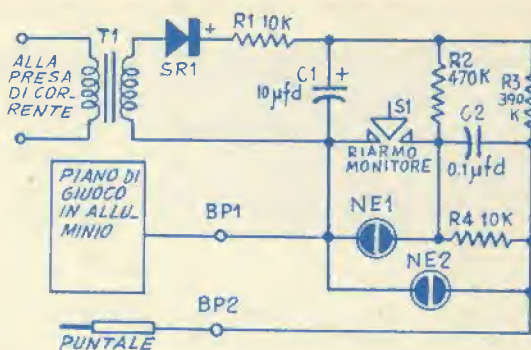 T1
ALLA
PRESA
DI COR-
RENTE
SR1
+
R1 10K
C1 +
10µfd
R2
470K
R3
390
K
S1
RIARMO
MONITORE
C2
0.1µfd
PIANO DI
GIUOCO
IN ALLU-
MINIO
BP1
NE1
R4 10K
NE2
BP2
PUNTALE